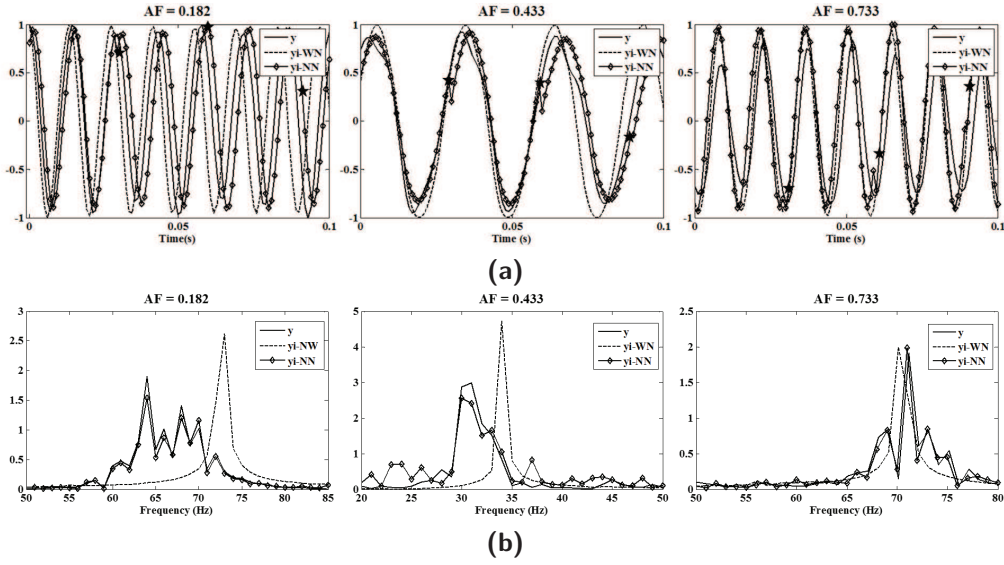 AF = 0.182
1
0.5
0
-0.5
-1
0
0.05
0.1
Time(s)
y
yi-WN
yi-NN
AF = 0.433
1
0.5
0
-0.5
-1
0
0.05
0.1
Time (s)
y
yi-WN
yi-NN
AF = 0.733
1
0.5
0
-0.5
-1
0
0.05
0.1
Time (s)
y
yi-WN
yi-NN
(a)
AF = 0.182
3
2.5
2
1.5
1
0.5
0
50 55 60 65 70 75 80 85
Frequency (Hz)
y
yi-NW
yi-NN
AF = 0.433
5
4
3
2
1
0
20 25 30 35 40 45 50
Frequency (Hz)
y
yi-WN
yi-NN
AF = 0.733
2.5
2
1.5
1
0.5
0
50 55 60 65 70 75 80
Frequency (Hz)
y
yi-WN
yi-NN
(b)